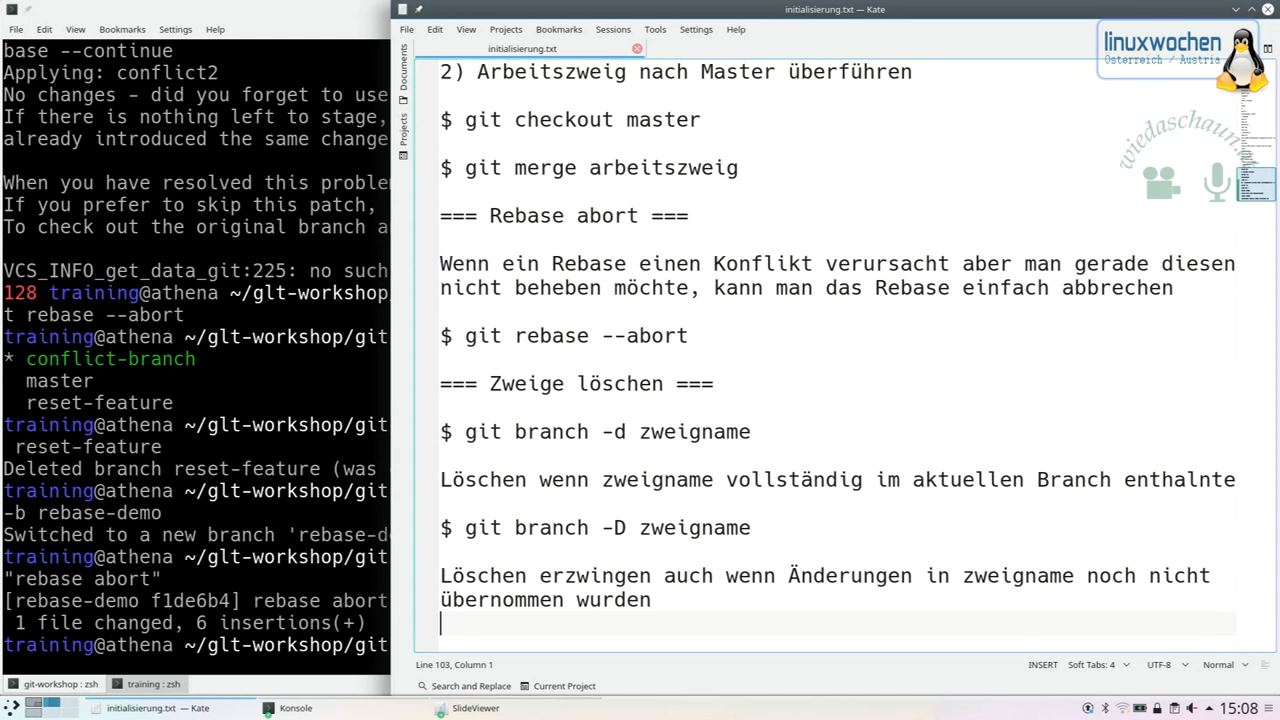 initialisierung.txt — Kate
File Edit View Bookmarks Settings Help
File Edit View Projects Bookmarks Sessions Tools Settings Help
initialisierung.txt
linuxwochen
Österreich / Austria
wiedaschaun.
Documents
Projects
base --continue
Applying: conflict2
No changes - did you forget to use
If there is nothing left to stage,
already introduced the same change
When you have resolved this proble
If you prefer to skip this patch,
To check out the original branch a
VCS_INFO_get_data_git:225: no such
128 training@athena ~/glt-workshop/
t rebase --abort
training@athena ~/glt-workshop/git
* conflict-branch
master
reset-feature
training@athena ~/glt-workshop/git
reset-feature
Deleted branch reset-feature (was
training@athena ~/glt-workshop/git
-b rebase-demo
Switched to a new branch 'rebase-d
training@athena ~/glt-workshop/git
"rebase abort"
[rebase-demo f1de6b4] rebase abort
1 file changed, 6 insertions(+)
training@athena ~/glt-workshop/git
git-workshop : zsh
training : zsh
2) Arbeitszweig nach Master überführen
$ git checkout master
$ git merge arbeitszweig
=== Rebase abort ===
Wenn ein Rebase einen Konflikt verursacht aber man gerade diesen
nicht beheben möchte, kann man das Rebase einfach abbrechen
$ git rebase --abort
=== Zweige löschen ===
$ git branch -d zweigname
Löschen wenn zweigname vollständig im aktuellen Branch enthalnte
$ git branch -D zweigname
Löschen erzwingen auch wenn Änderungen in zweigname noch nicht
übernommen wurden
Line 103, Column 1
INSERT Soft Tabs: 4 UTF-8 Normal
Search and Replace Current Project
initialisierung.txt — Kate
Konsole
SlideViewer
15:08